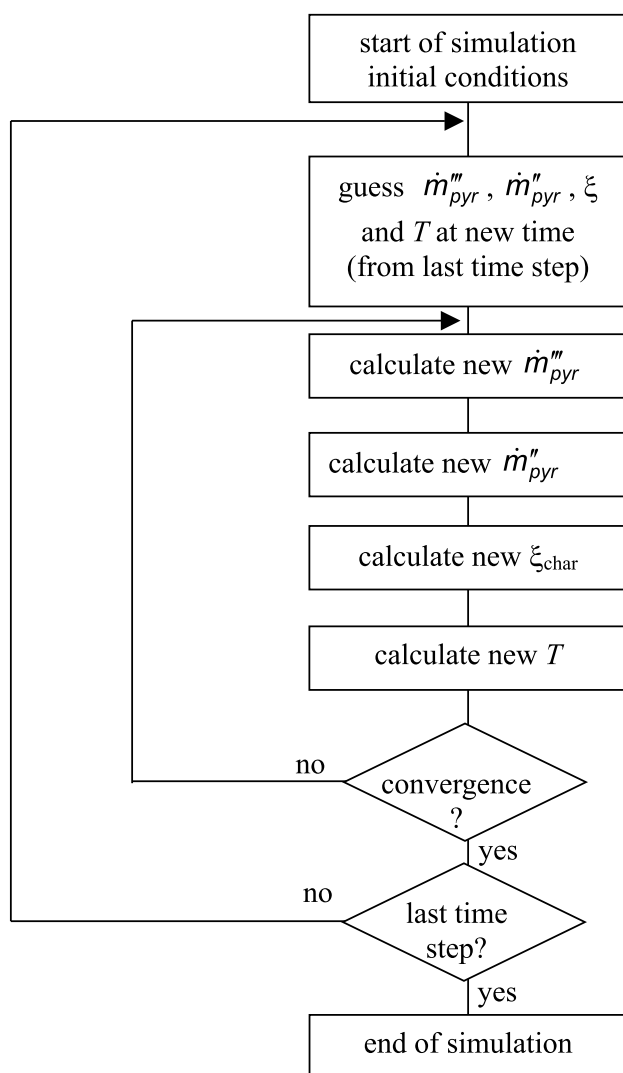 start of simulation
initial conditions
guess ṁ‴pyr , ṁ″pyr , ξ
and T at new time
(from last time step)
calculate new ṁ‴pyr
calculate new ṁ″pyr
calculate new ξchar
calculate new T
no
convergence
?
yes
no
last time
step?
yes
end of simulation